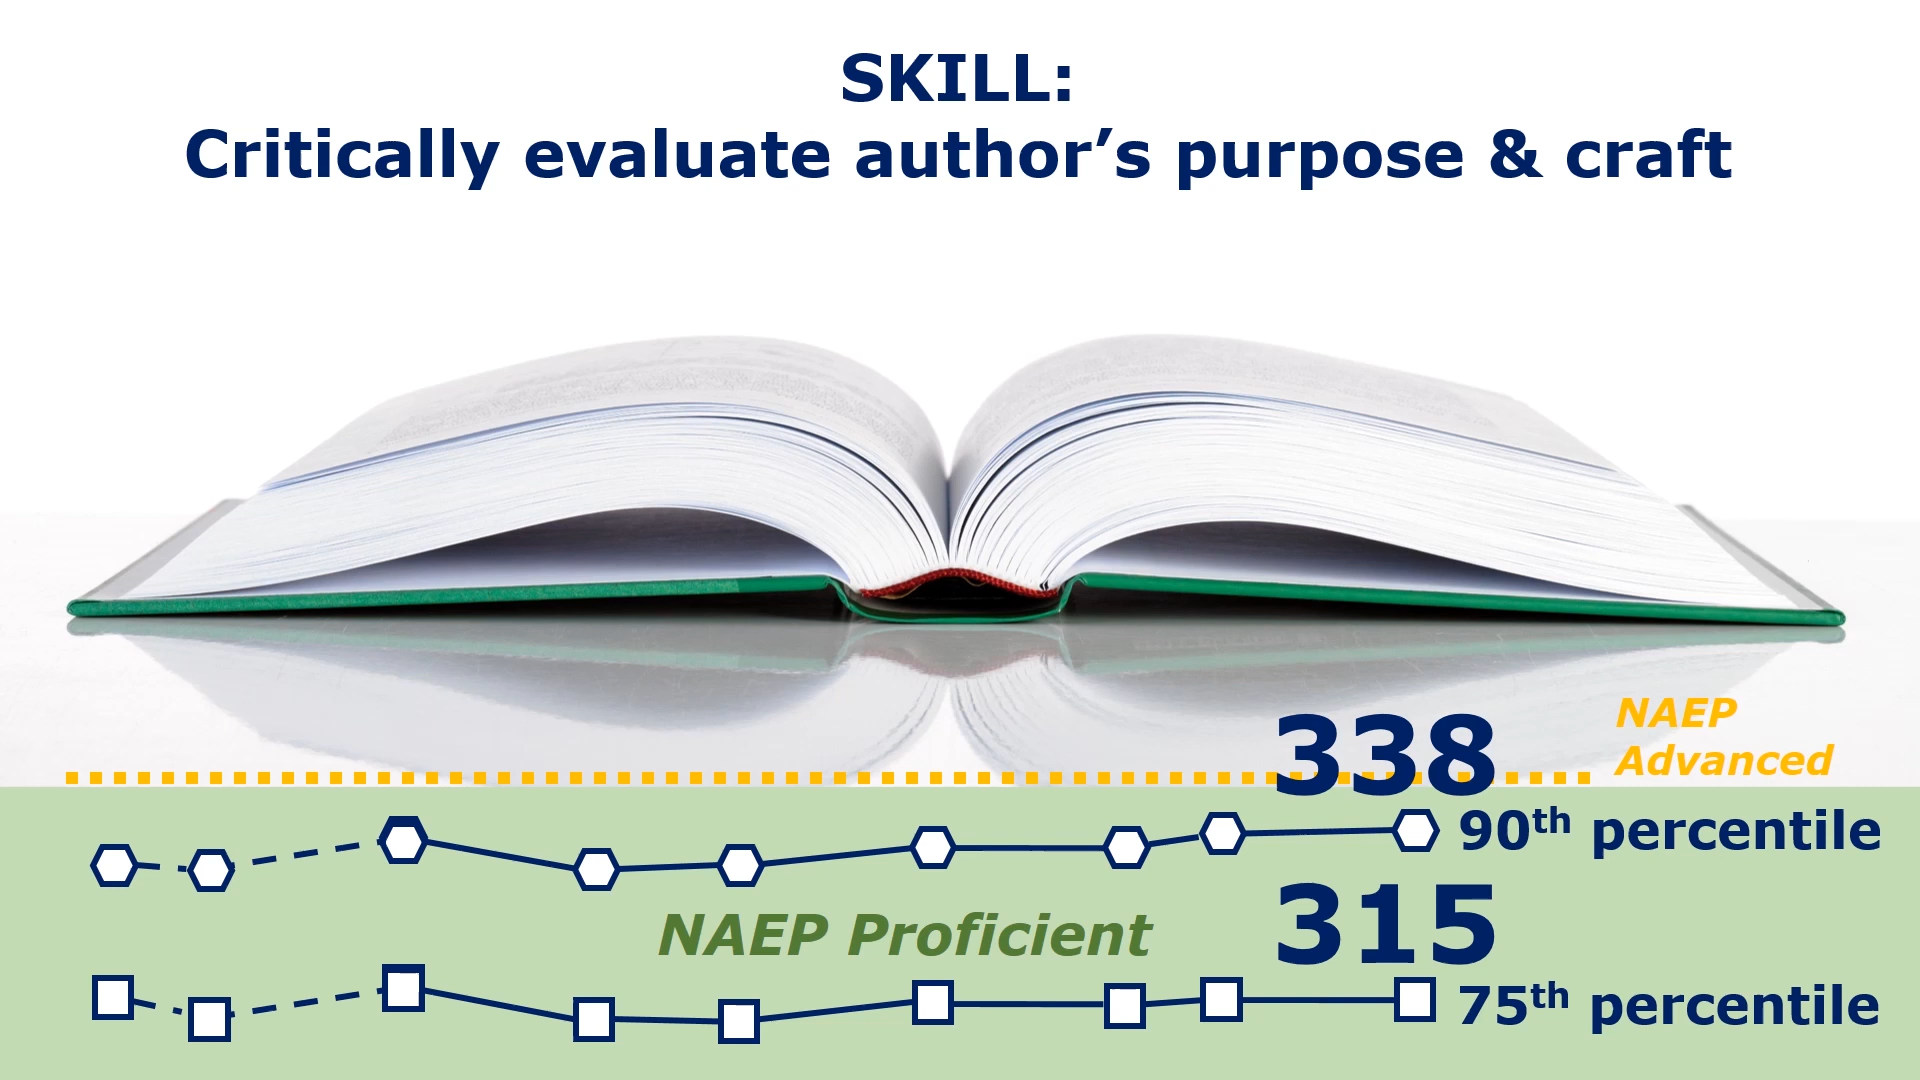 SKILL:
Critically evaluate author’s purpose & craft
NAEP
Advanced
338
90th percentile
NAEP Proficient
315
75th percentile